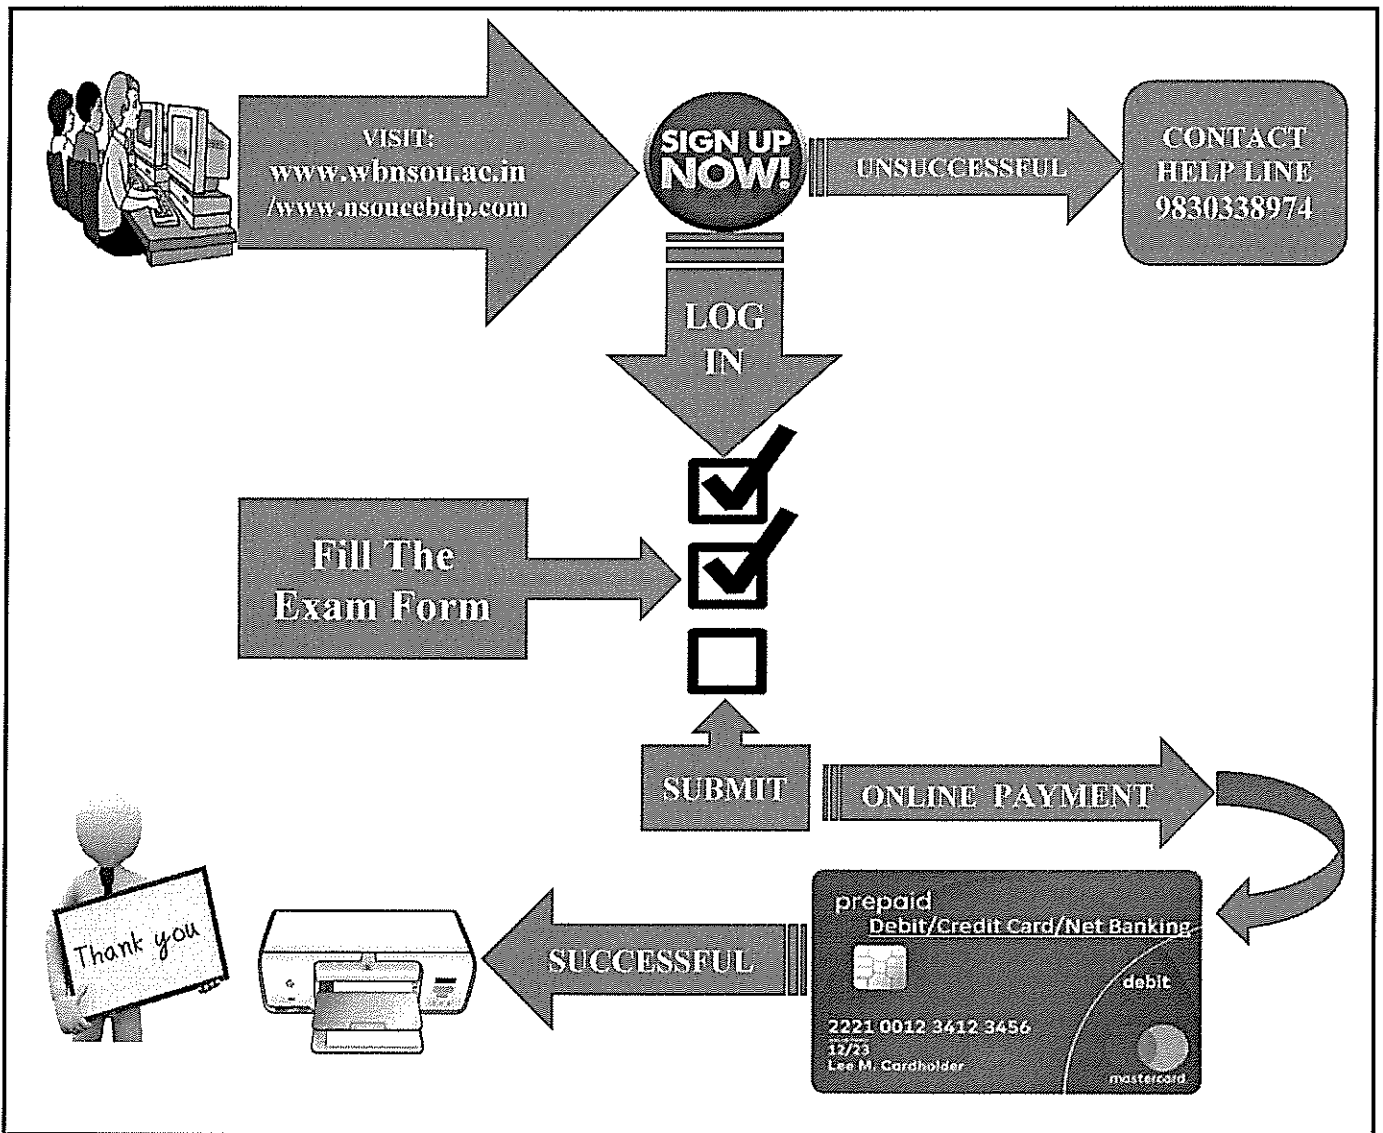 VISIT:
www.wbnsou.ac.in
/www.nsoucebdp.com
SIGN UP
NOW!
UNSUCCESSFUL
CONTACT
HELP LINE
9830338974
LOG
IN
Fill The
Exam Form
SUBMIT
ONLINE PAYMENT
prepaid
Debit/Credit Card/Net Banking
debit
2221 0012 3412 3456
12/23
Lee M. Cardholder
mastercard
SUCCESSFUL
Thank you